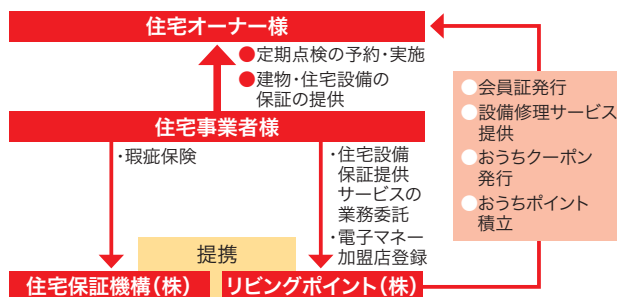 住宅オーナー様
●定期点検の予約・実施
●建物・住宅設備の
保証の提供
住宅事業者様
・瑕疵保険
・住宅設備
保証提供
サービスの
業務委託
・電子マネー
加盟店登録
●会員証発行
●設備修理サービス
提供
●おうちクーポン
発行
●おうちポイント
積立
提携
住宅保証機構(株)
リビングポイント(株)